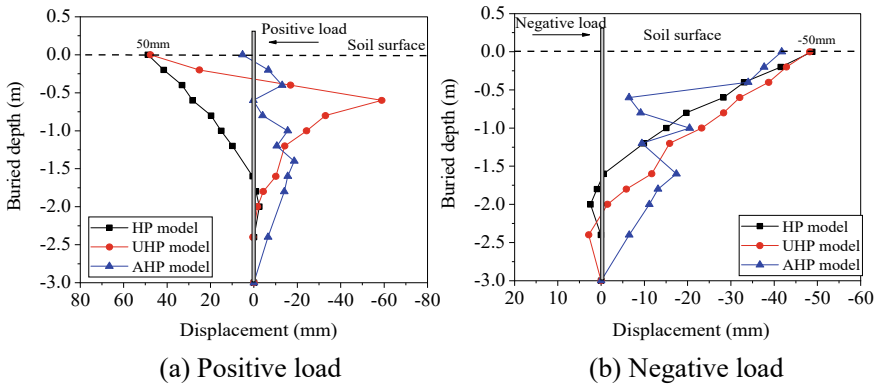 Positive load
50mm
Soil surface
0.5
0.0
-0.5
-1.0
-1.5
-2.0
-2.5
-3.0
Buried depth (m)
HP model
UHP model
AHP model
80 60 40 20 0 -20 -40 -60 -80
Displacement (mm)
(a) Positive load
Negative load
-50mm
Soil surface
0.5
0.0
-0.5
-1.0
-1.5
-2.0
-2.5
-3.0
Buried depth (m)
HP model
UHP model
AHP model
20 10 0 -10 -20 -30 -40 -50 -60
Displacement (mm)
(b) Negative load